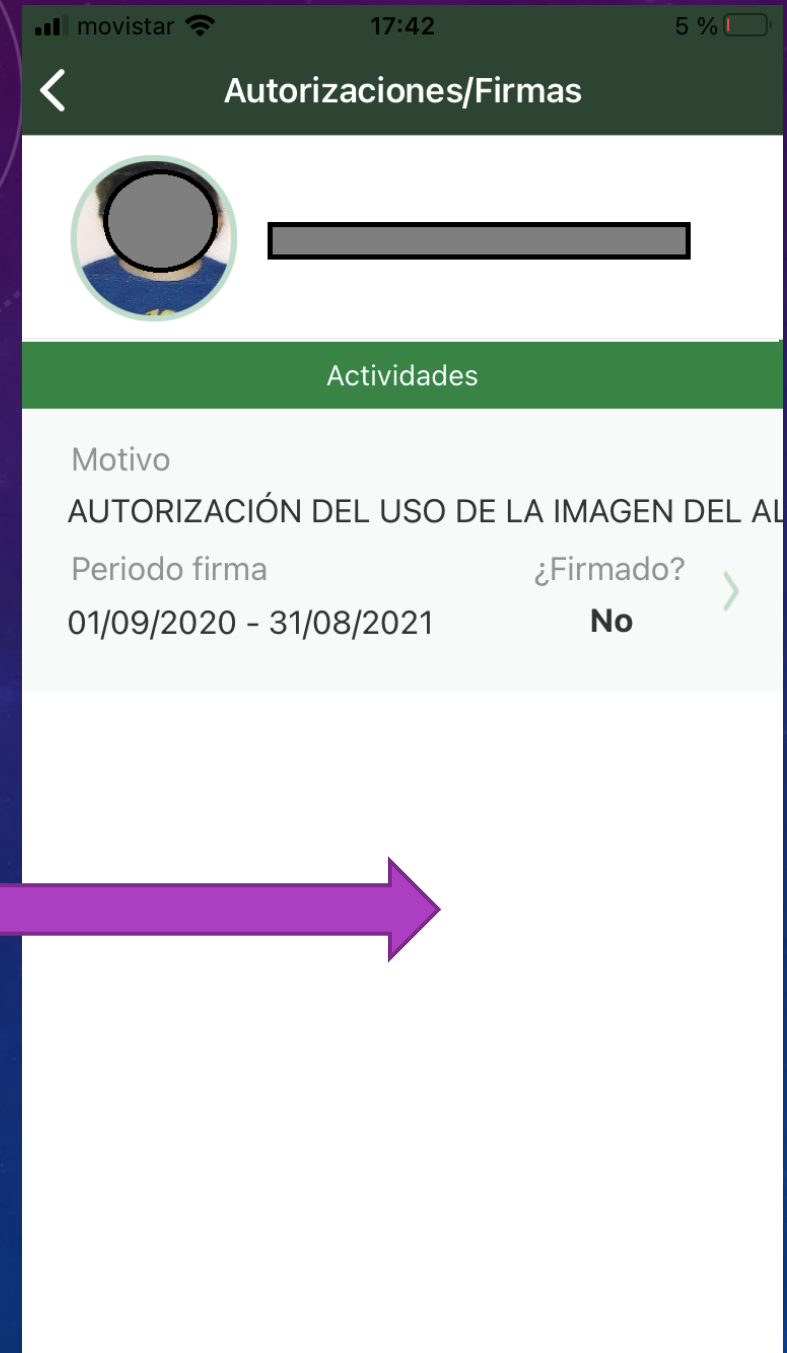 movistar 17:42 5 %
Autorizaciones/Firmas
Actividades
Motivo
AUTORIZACIÓN DEL USO DE LA IMAGEN DEL AL
Periodo firma ¿Firmado?
01/09/2020 - 31/08/2021 No